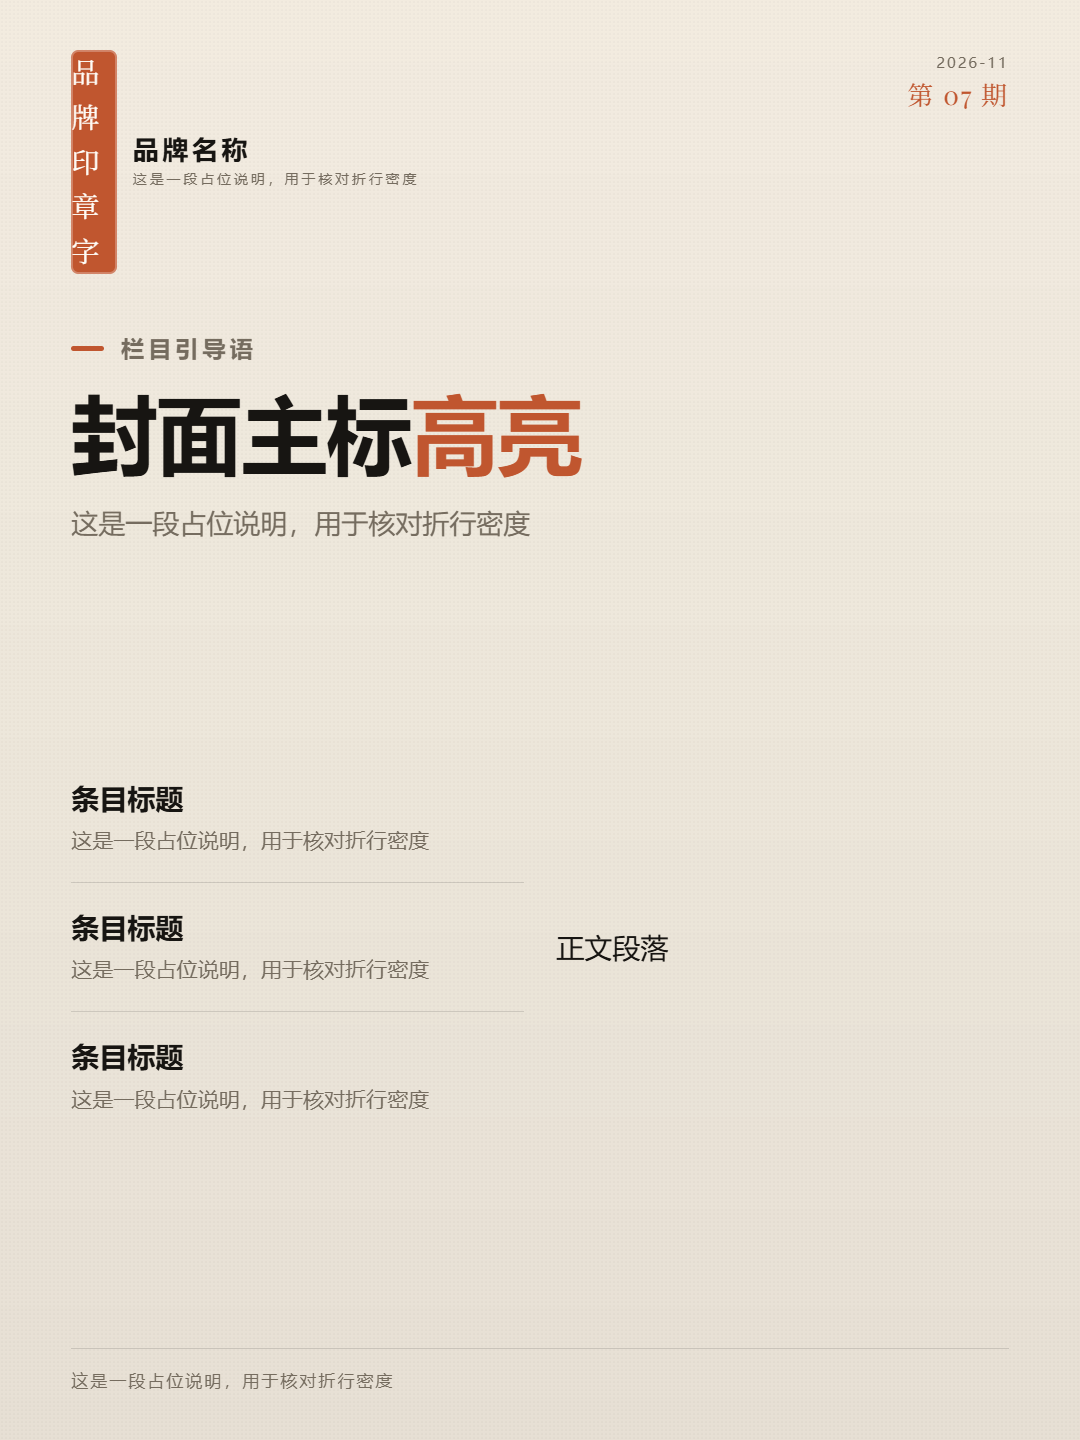 品牌印章字
品牌名称
这是一段占位说明，用于核对折行密度
2026-11
第 07 期
栏目引导语
封面主标高亮
这是一段占位说明，用于核对折行密度
条目标题
这是一段占位说明，用于核对折行密度
条目标题
这是一段占位说明，用于核对折行密度
条目标题
这是一段占位说明，用于核对折行密度
正文段落
这是一段占位说明，用于核对折行密度